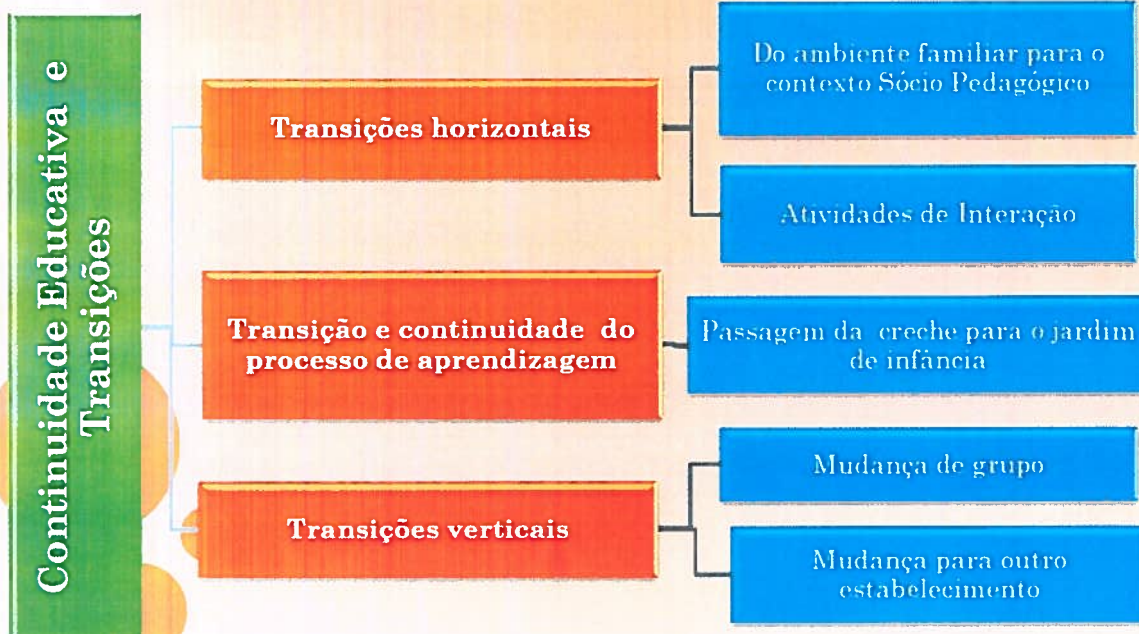 Continuidade Educativa e
Transições
Transições horizontais
Do ambiente familiar para o
contexto Sócio Pedagógico
Atividades de Interação
Transição e continuidade do
processo de aprendizagem
Passagem da creche para o jardim
de infância
Transições verticais
Mudança de grupo
Mudança para outro
estabelecimento